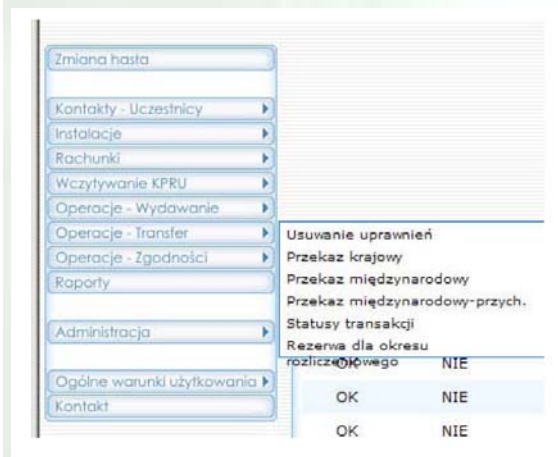 Zmiana hasła
Kontakty - Uczestnicy
Instalacje
Rachunki
Wczytywanie KPRU
Operacje - Wydawanie
Operacje - Transfer
Operacje - Zgodności
Raporty
Administracja
Ogólne warunki użytkowania
Kontakt
Usuwanie uprawnień
Przekaz krajowy
Przekaz międzynarodowy
Przekaz międzynarodowy-przych.
Statusy transakcji
Rezerwa dla okresu
rozliczeniowego
OK NIE
OK NIE
OK NIE